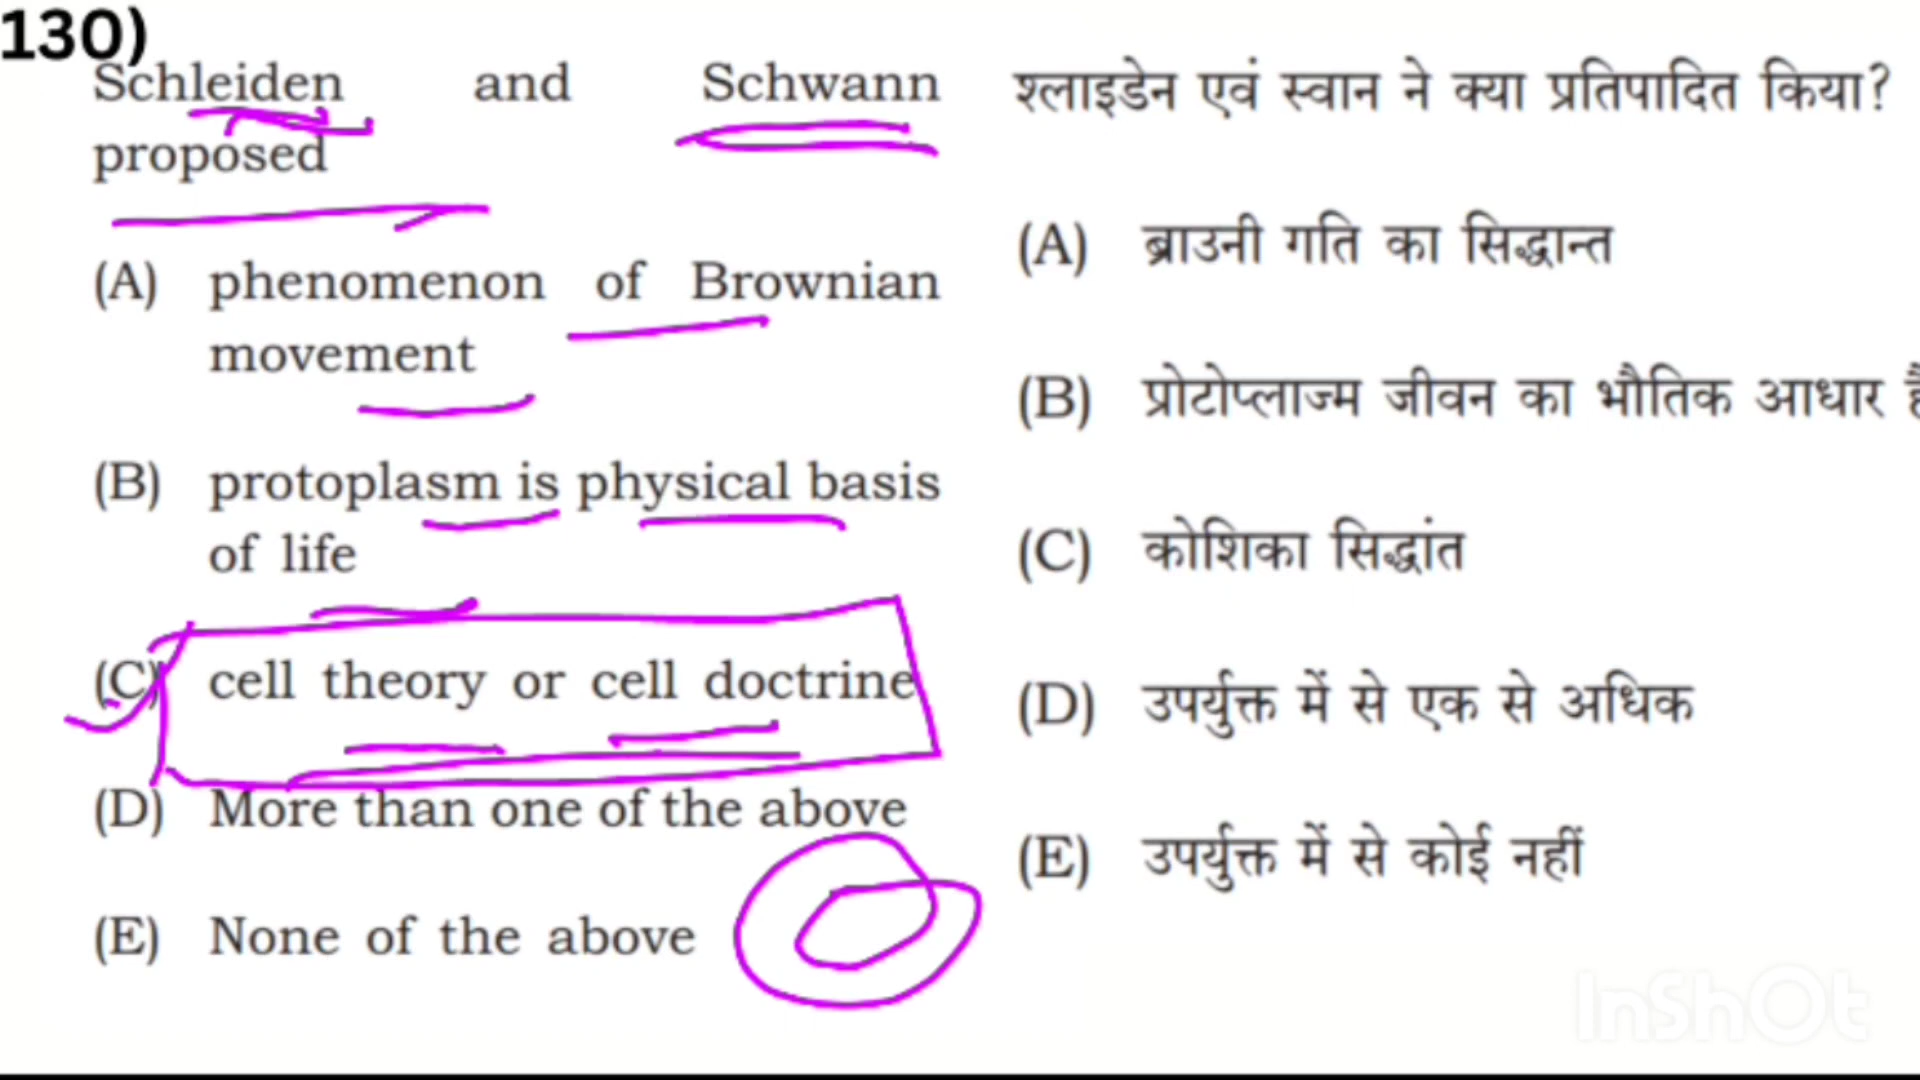 130)
Schleiden and Schwann
proposed
(A) phenomenon of Brownian
movement
(B) protoplasm is physical basis
of life
(C) cell theory or cell doctrine
(D) More than one of the above
(E) None of the above
श्लाइडेन एवं स्वान ने क्या प्रतिपादित किया?
(A) ब्राउनी गति का सिद्धान्त
(B) प्रोटोप्लाज्म जीवन का भौतिक आधार है
(C) कोशिका सिद्धांत
(D) उपर्युक्त में से एक से अधिक
(E) उपर्युक्त में से कोई नहीं
InShOt